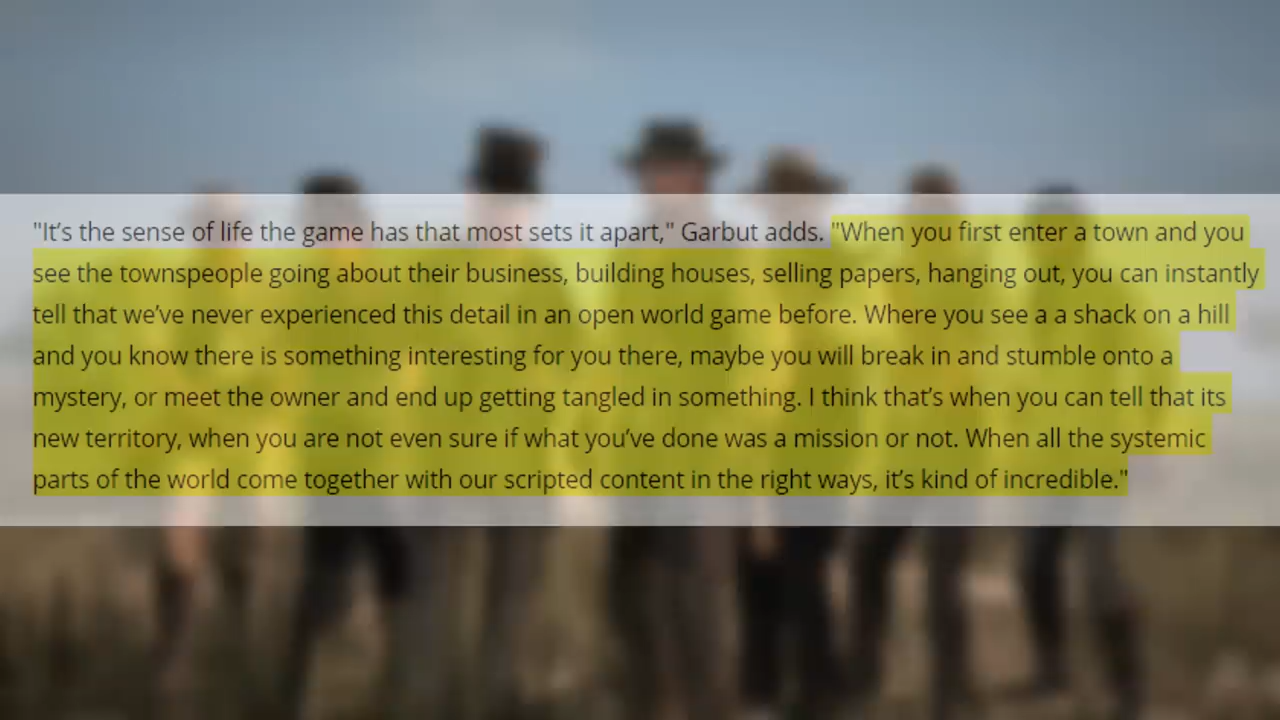 "It’s the sense of life the game has that most sets it apart," Garbut adds. "When you first enter a town and you
see the townspeople going about their business, building houses, selling papers, hanging out, you can instantly
tell that we’ve never experienced this detail in an open world game before. Where you see a a shack on a hill
and you know there is something interesting for you there, maybe you will break in and stumble onto a
mystery, or meet the owner and end up getting tangled in something. I think that’s when you can tell that its
new territory, when you are not even sure if what you’ve done was a mission or not. When all the systemic
parts of the world come together with our scripted content in the right ways, it’s kind of incredible."